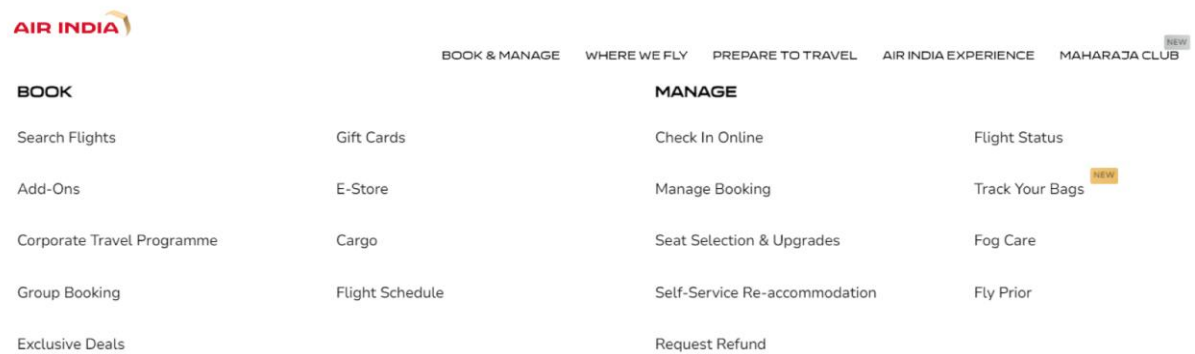 AIR INDIA
NEW
BOOK & MANAGE WHERE WE FLY PREPARE TO TRAVEL AIR INDIA EXPERIENCE MAHARAJA CLUB
BOOK
Search Flights
Add-Ons
Corporate Travel Programme
Group Booking
Exclusive Deals
Gift Cards
E-Store
Cargo
Flight Schedule
MANAGE
Check In Online
Manage Booking
Seat Selection & Upgrades
Self-Service Re-accommodation
Request Refund
Flight Status
Track Your Bags NEW
Fog Care
Fly Prior